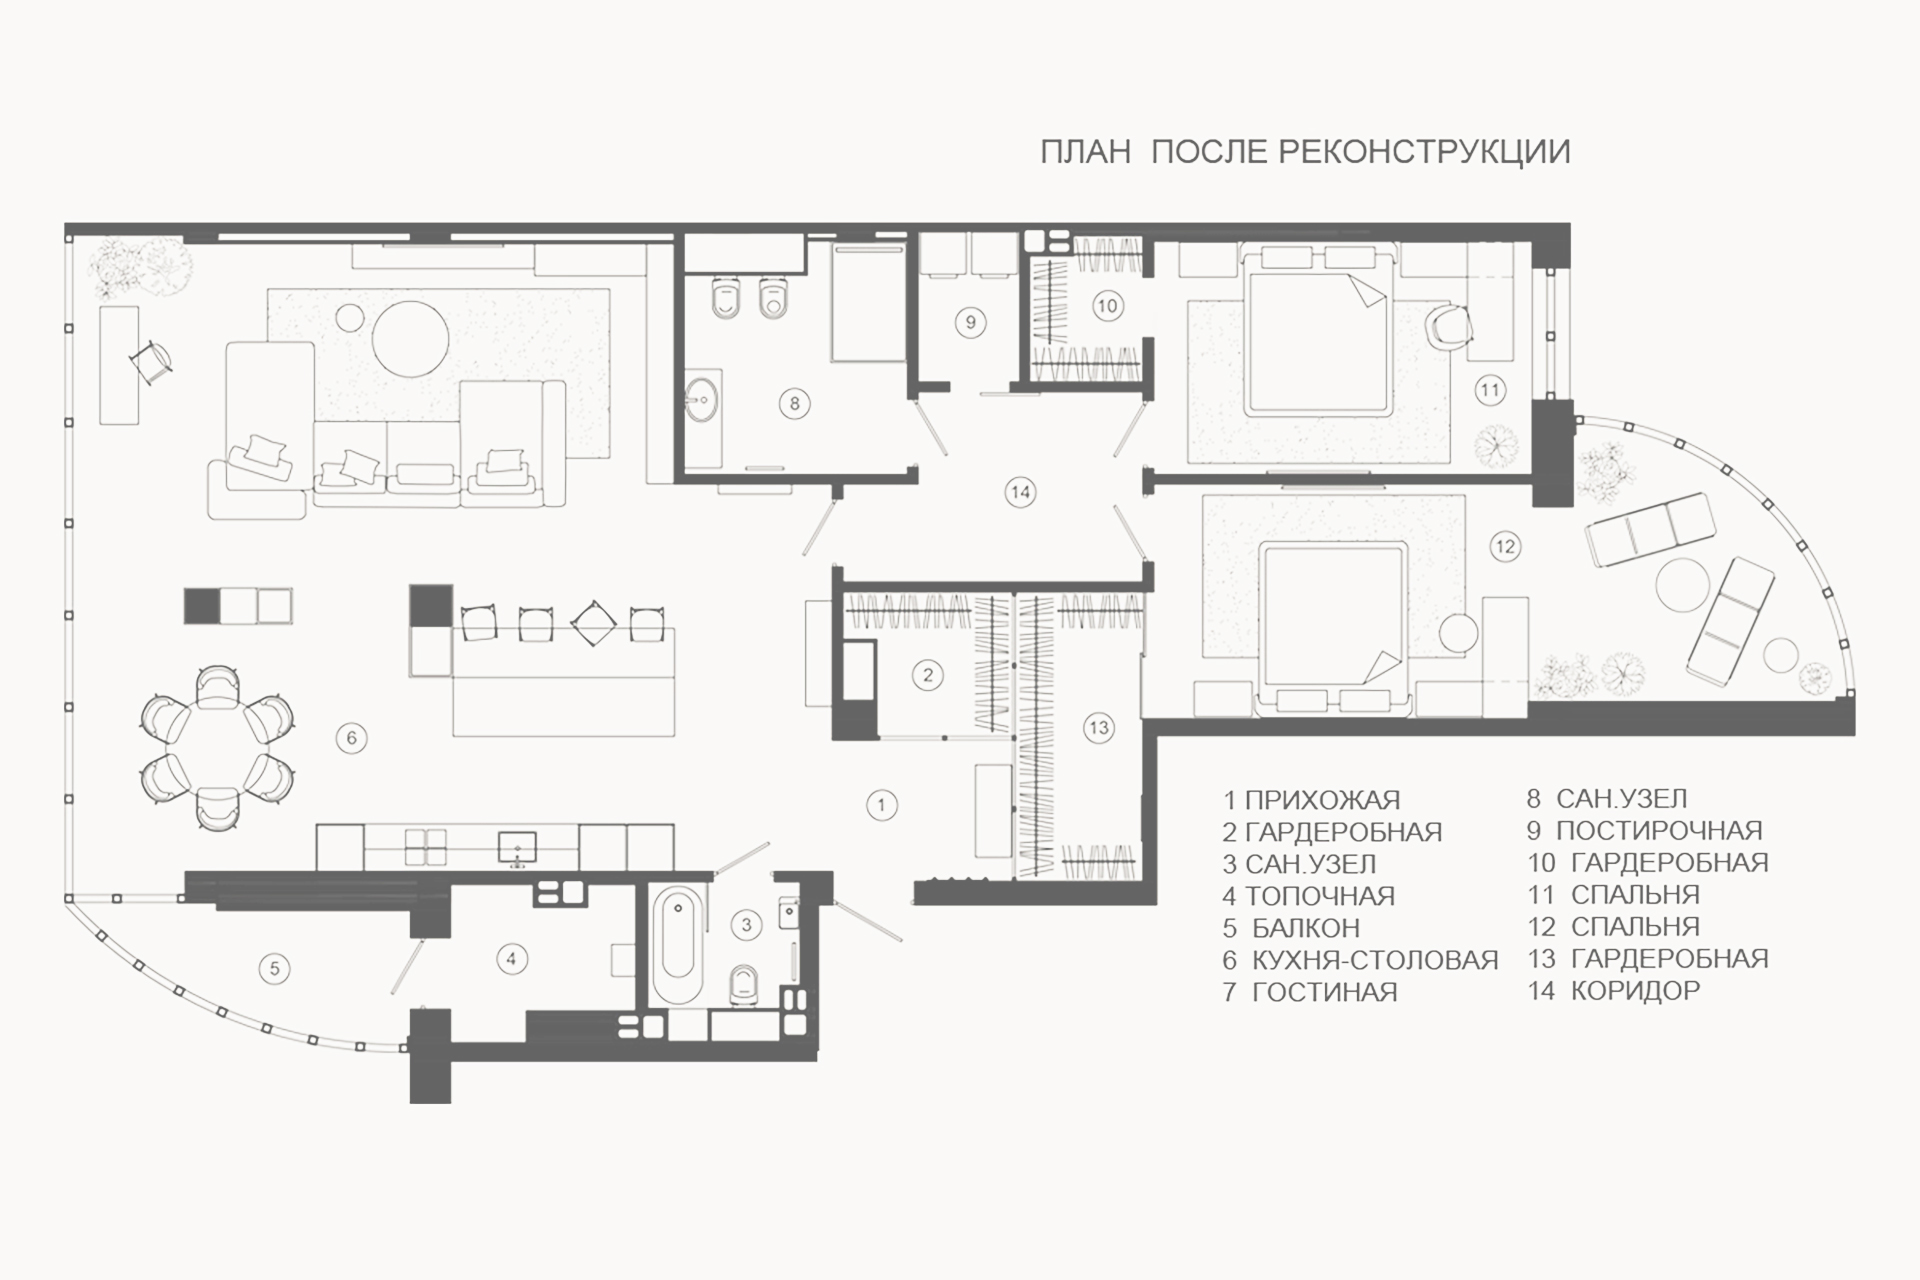 ПЛАН ПОСЛЕ РЕКОНСТРУКЦИИ
9
10
11
8
14
12
2
6
13
1
3
4
5
1 ПРИХОЖАЯ
2 ГАРДЕРОБНАЯ
3 САН.УЗЕЛ
4 ТОПОЧНАЯ
5 БАЛКОН
6 КУХНЯ-СТОЛОВАЯ
7 ГОСТИНАЯ
8 САН.УЗЕЛ
9 ПОСТИРОЧНАЯ
10 ГАРДЕРОБНАЯ
11 СПАЛЬНЯ
12 СПАЛЬНЯ
13 ГАРДЕРОБНАЯ
14 КОРИДОР